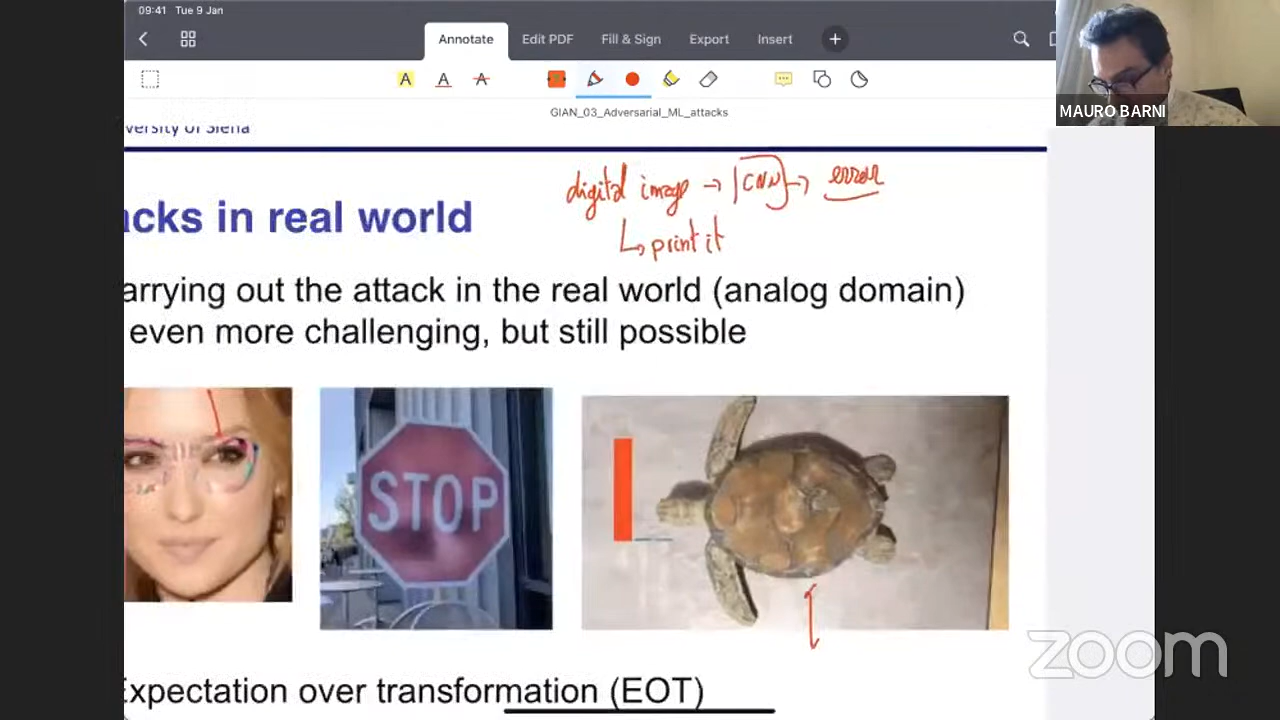 09:41 Tue 9 Jan
Annotate Edit PDF Fill & Sign Export Insert
A A A
GIAN_03_Adversarial_ML_attacks
MAURO BARNI
versity of Siena
digital image → CNN → error
↳ print it
acks in real world
arrying out the attack in the real world (analog domain)
even more challenging, but still possible
STOP
Expectation over transformation (EOT)
zoom